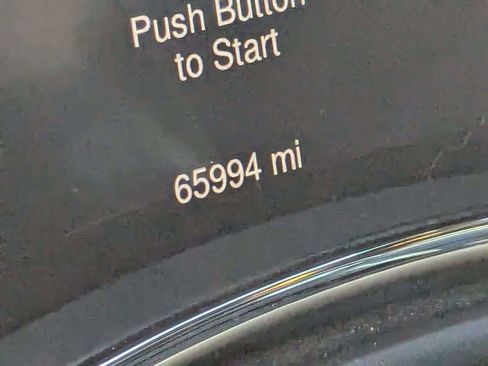 Push Button
to Start
65994 mi